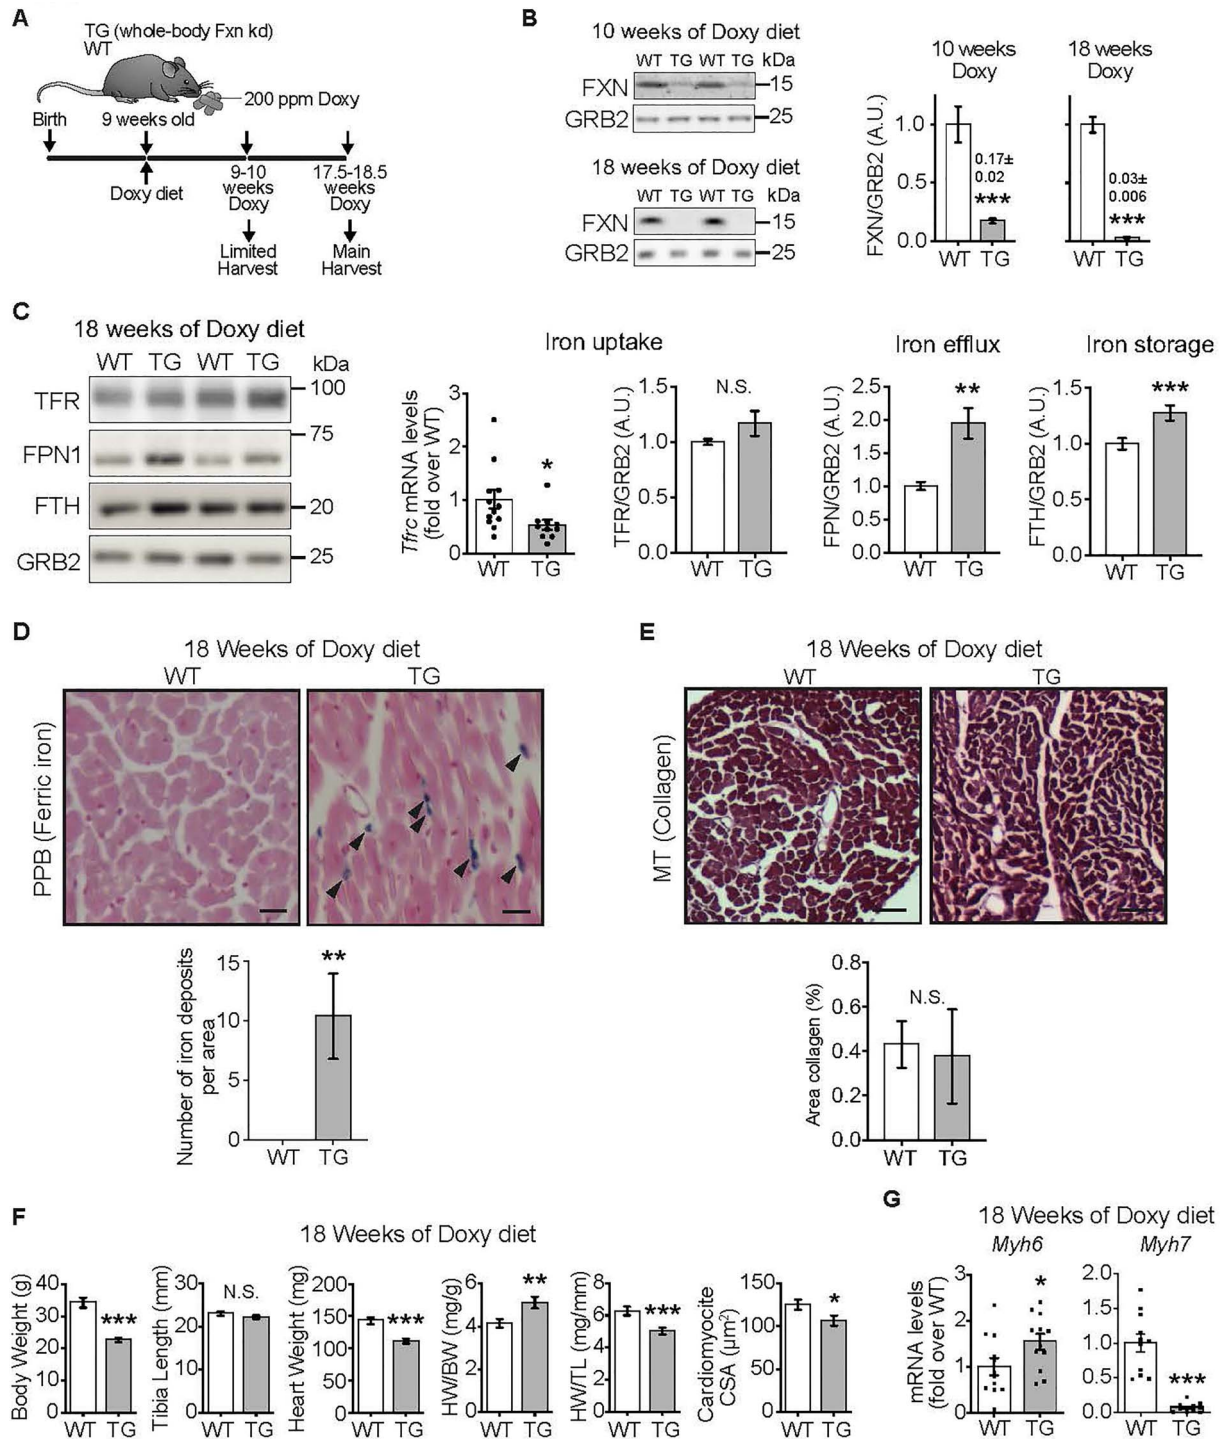 A
TG (whole-body Fxn kd)
WT
200 ppm Doxy
Birth
9 weeks old
Doxy diet
9-10
weeks
Doxy
17.5-18.5
weeks
Doxy
Limited
Harvest
Main
Harvest
B
10 weeks of Doxy diet
WT TG WT TG kDa
FXN 15
GRB2 25
18 weeks of Doxy diet
WT TG WT TG kDa
FXN 15
GRB2 25
10 weeks
Doxy
18 weeks
Doxy
FXN/GRB2 (A.U.)
1.0
0.5
0.0
0.17±
0.02
***
WT TG
0.03±
0.006
***
WT TG
C
18 weeks of Doxy diet
WT TG WT TG kDa
TFR 100
75
FPN1
FTH 20
GRB2 25
Iron uptake
Iron efflux
Iron storage
Tfrc mRNA levels
(fold over WT)
3
2
1
0
*
WT TG
TFR/GRB2 (A.U.)
1.5
1.0
0.5
0.0
N.S.
WT TG
FPN/GRB2 (A.U.)
2.5
2.0
1.5
1.0
0.5
0.0
**
WT TG
FTH/GRB2 (A.U.)
1.5
1.0
0.5
0.0
***
WT TG
D
18 Weeks of Doxy diet
WT TG
PPB (Ferric iron)
Number of iron deposits
per area
15
10
5
0
**
WT TG
E
18 Weeks of Doxy diet
WT TG
MT (Collagen)
Area collagen (%)
0.8
0.6
0.4
0.2
0.0
N.S.
WT TG
F
18 Weeks of Doxy diet
Body Weight (g)
40
30
20
10
0
***
WT TG
Tibia Length (mm)
30
20
10
0
N.S.
WT TG
Heart Weight (mg)
200
150
100
50
0
***
WT TG
HW/BW (mg/g)
6
4
2
0
**
WT TG
HW/TL (mg/mm)
8
6
4
2
0
***
WT TG
Cardiomyocyte
CSA (µm²)
150
100
50
0
*
WT TG
G
18 Weeks of Doxy diet
Myh6
Myh7
mRNA levels
(fold over WT)
3
2
1
0
*
WT TG
2.0
1.5
1.0
0.5
0.0
***
WT TG